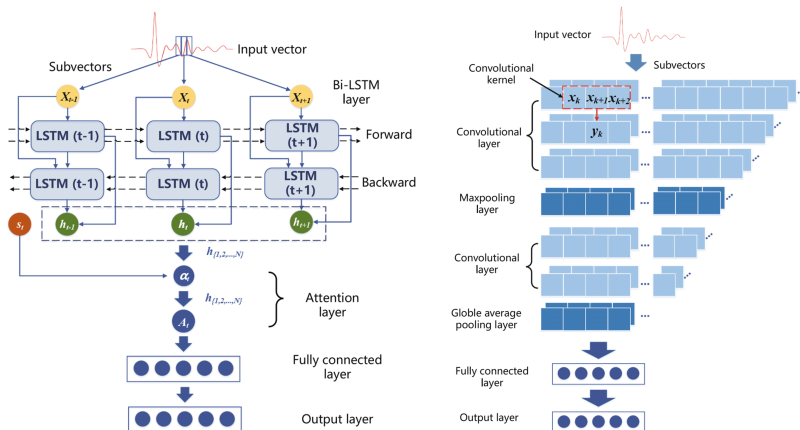 Input vector
Subvectors
Bi-LSTM
layer
X_{t-1} X_t X_{t+1}
LSTM (t-1) LSTM (t) LSTM
(t+1)
Forward
LSTM (t-1) LSTM (t) LSTM
(t+1)
Backward
s_t h_{t-1} h_t h_{t+1}
h_{1,2,...,N}
α_t
h_{1,2,...,N}
Attention
layer
A_t
Fully connected
layer
Output layer
Input vector
Subvectors
Convolutional
kernel
x_k x_{k+1} x_{k+2} ...
Convolutional
layer
y_k ...
...
Maxpooling
layer
... ...
Convolutional
layer
... ...
... ...
Globle average
pooling layer
...
Fully connected
layer
Output layer